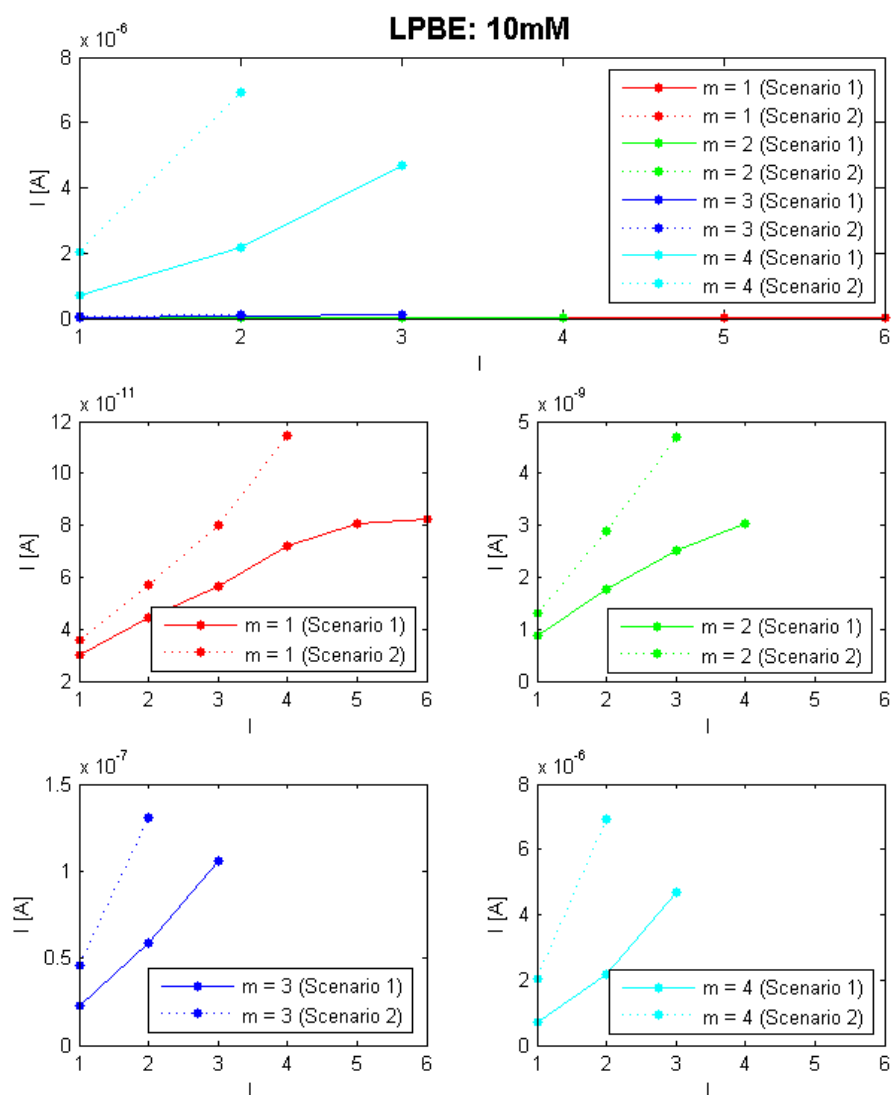 LPBE: 10mM
x 10-6
8
6
4
2
0
I [A]
m = 1 (Scenario 1)
m = 1 (Scenario 2)
m = 2 (Scenario 1)
m = 2 (Scenario 2)
m = 3 (Scenario 1)
m = 3 (Scenario 2)
m = 4 (Scenario 1)
m = 4 (Scenario 2)
1 2 3 4 5 6
l
x 10-11
12
10
8
6
4
2
I [A]
m = 1 (Scenario 1)
m = 1 (Scenario 2)
1 2 3 4 5 6
l
x 10-9
5
4
3
2
1
0
I [A]
m = 2 (Scenario 1)
m = 2 (Scenario 2)
1 2 3 4 5 6
l
x 10-7
1.5
1
0.5
0
I [A]
m = 3 (Scenario 1)
m = 3 (Scenario 2)
1 2 3 4 5 6
l
x 10-6
8
6
4
2
0
I [A]
m = 4 (Scenario 1)
m = 4 (Scenario 2)
1 2 3 4 5 6
l